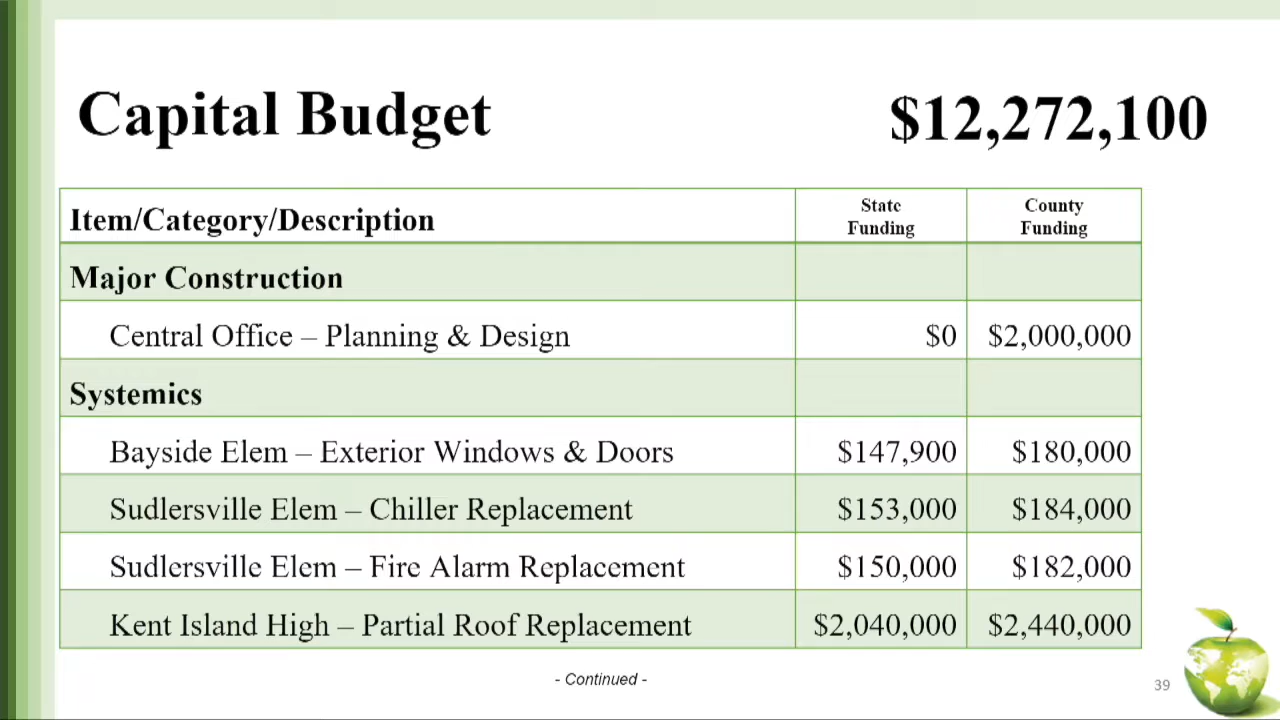 Capital Budget $12,272,100
Item/Category/Description State Funding County Funding
Major Construction
Central Office – Planning & Design $0 $2,000,000
Systemics
Bayside Elem – Exterior Windows & Doors $147,900 $180,000
Sudlersville Elem – Chiller Replacement $153,000 $184,000
Sudlersville Elem – Fire Alarm Replacement $150,000 $182,000
Kent Island High – Partial Roof Replacement $2,040,000 $2,440,000
- Continued -
39